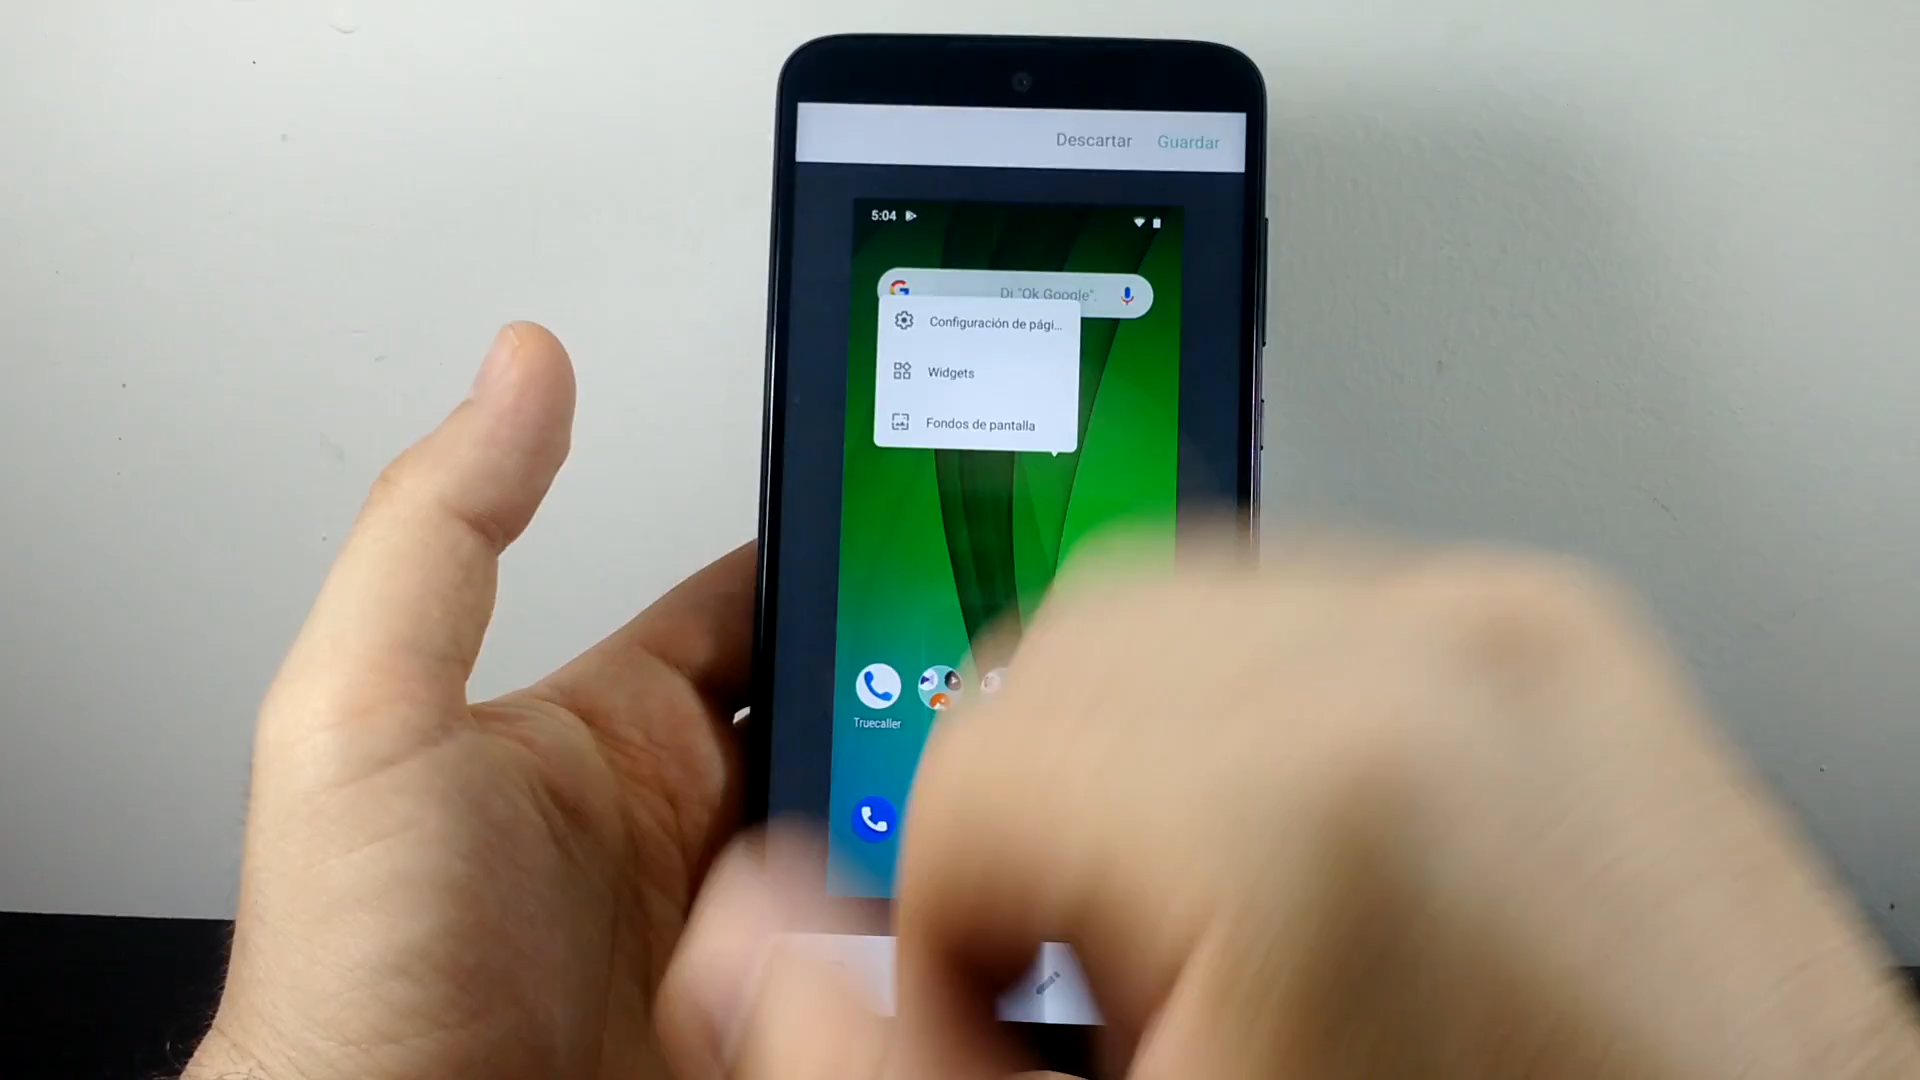 Descartar Guardar
5:04
Di "Ok Google".
Configuración de pági...
Widgets
Fondos de pantalla
Truecaller